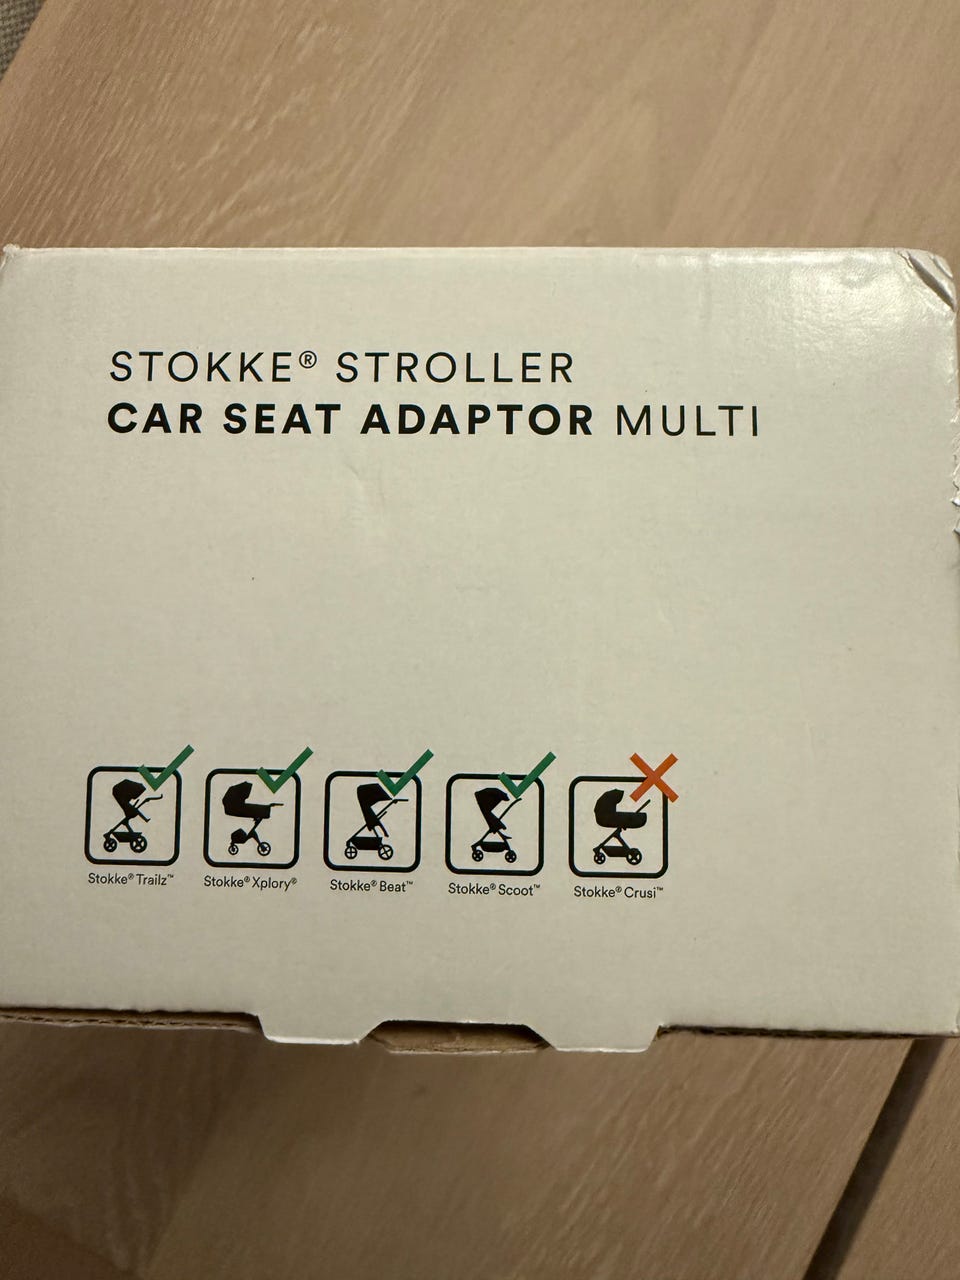 STOKKE® STROLLER
CAR SEAT ADAPTOR MULTI
Stokke® Trailz™ Stokke® Xplory® Stokke® Beat™ Stokke® Scoot™ Stokke® Crusi™